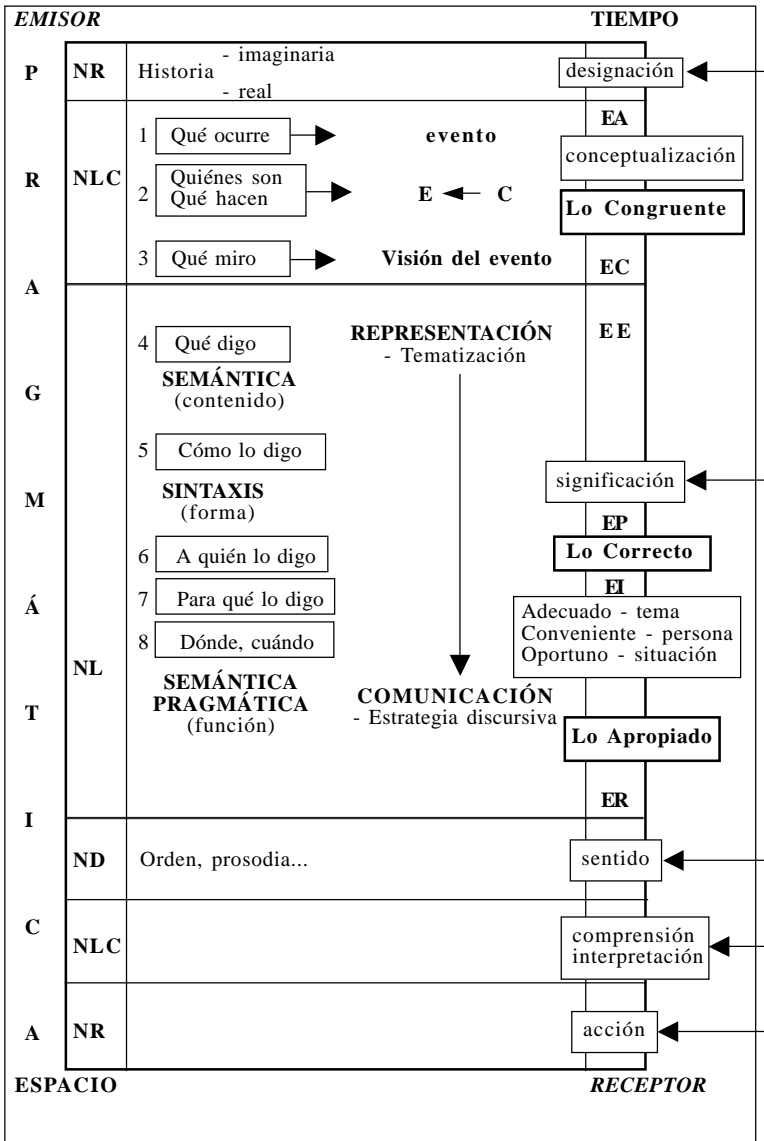 EMISOR TIEMPO
P NR Historia - imaginaria
- real
designación
EA
1 Qué ocurre evento
conceptualización
R NLC 2 Quiénes son
Qué hacen
E C
Lo Congruente
3 Qué miro Visión del evento EC
A
4 Qué digo REPRESENTACIÓN
- Tematización
EE
SEMÁNTICA
(contenido)
G
5 Cómo lo digo
significación
SINTAXIS
(forma)
M
EP
6 A quién lo digo Lo Correcto
EI
7 Para qué lo digo
Á
Adecuado - tema
Conveniente - persona
Oportuno - situación
8 Dónde, cuándo
NL
SEMÁNTICA
PRAGMÁTICA
(función)
COMUNICACIÓN
- Estrategia discursiva
T
Lo Apropiado
ER
I
ND Orden, prosodia... sentido
C NLC comprensión
interpretación
A NR acción
ESPACIO RECEPTOR